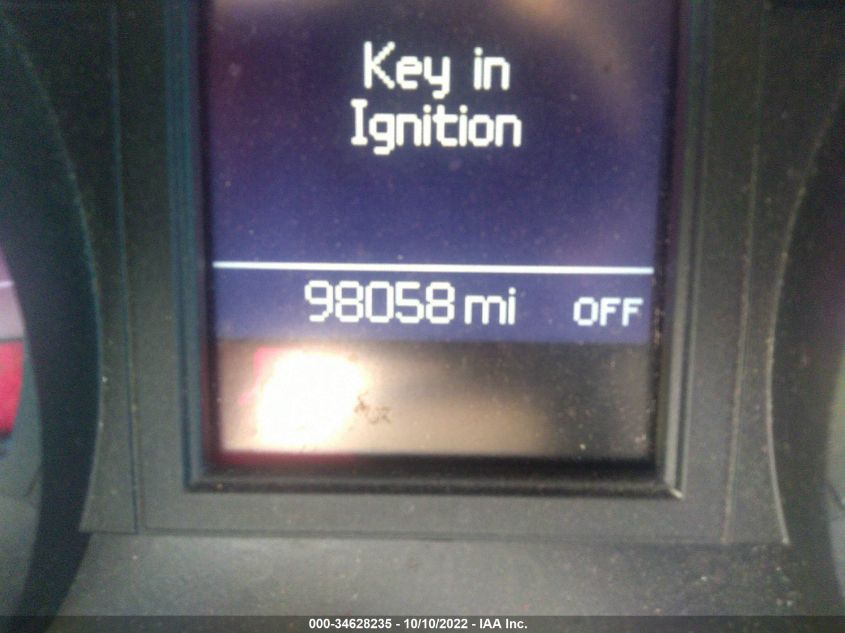 Key in
Ignition
98058 mi OFF
000-34628235 - 10/10/2022 - IAA Inc.